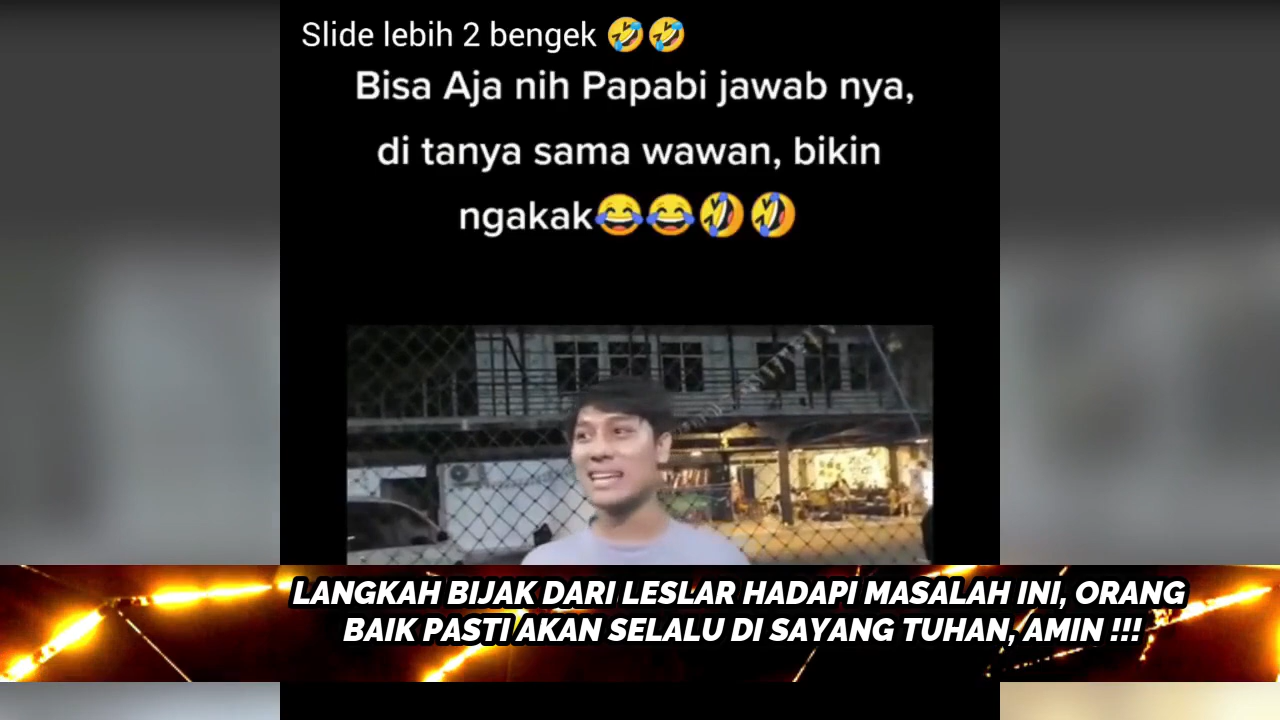 Slide lebih 2 bengek 🤣🤣
Bisa Aja nih Papabi jawab nya,
di tanya sama wawan, bikin
ngakak😂😂🤣🤣
LANGKAH BIJAK DARI LESLAR HADAPI MASALAH INI, ORANG
BAIK PASTI AKAN SELALU DI SAYANG TUHAN, AMIN !!!